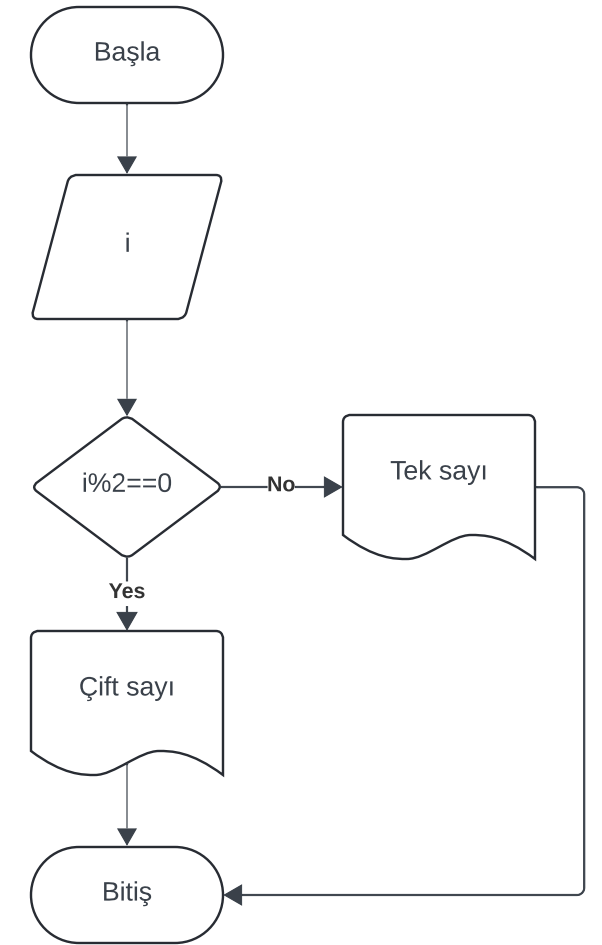 Başla
i
i%2==0
No
Tek sayı
Yes
Çift sayı
Bitiş